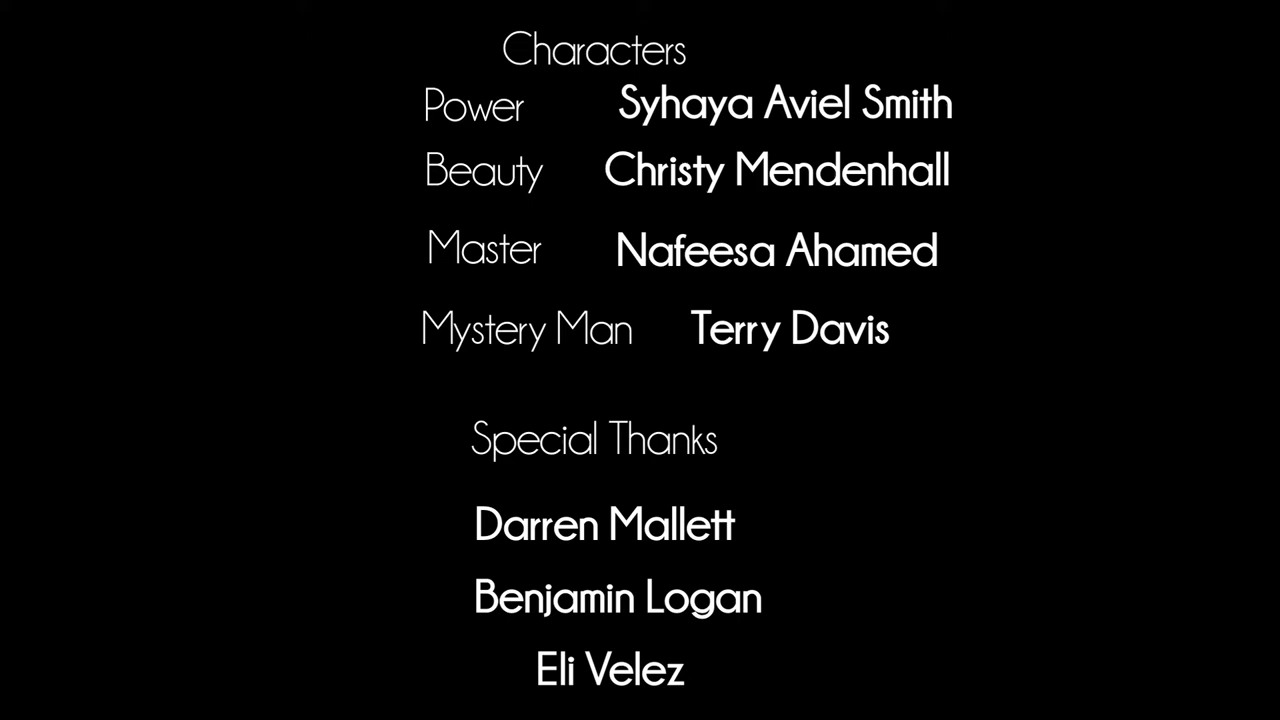 Characters
Power Syhaya Aviel Smith
Beauty Christy Mendenhall
Master Nafeesa Ahamed
Mystery Man Terry Davis
Special Thanks
Darren Mallett
Benjamin Logan
Eli Velez